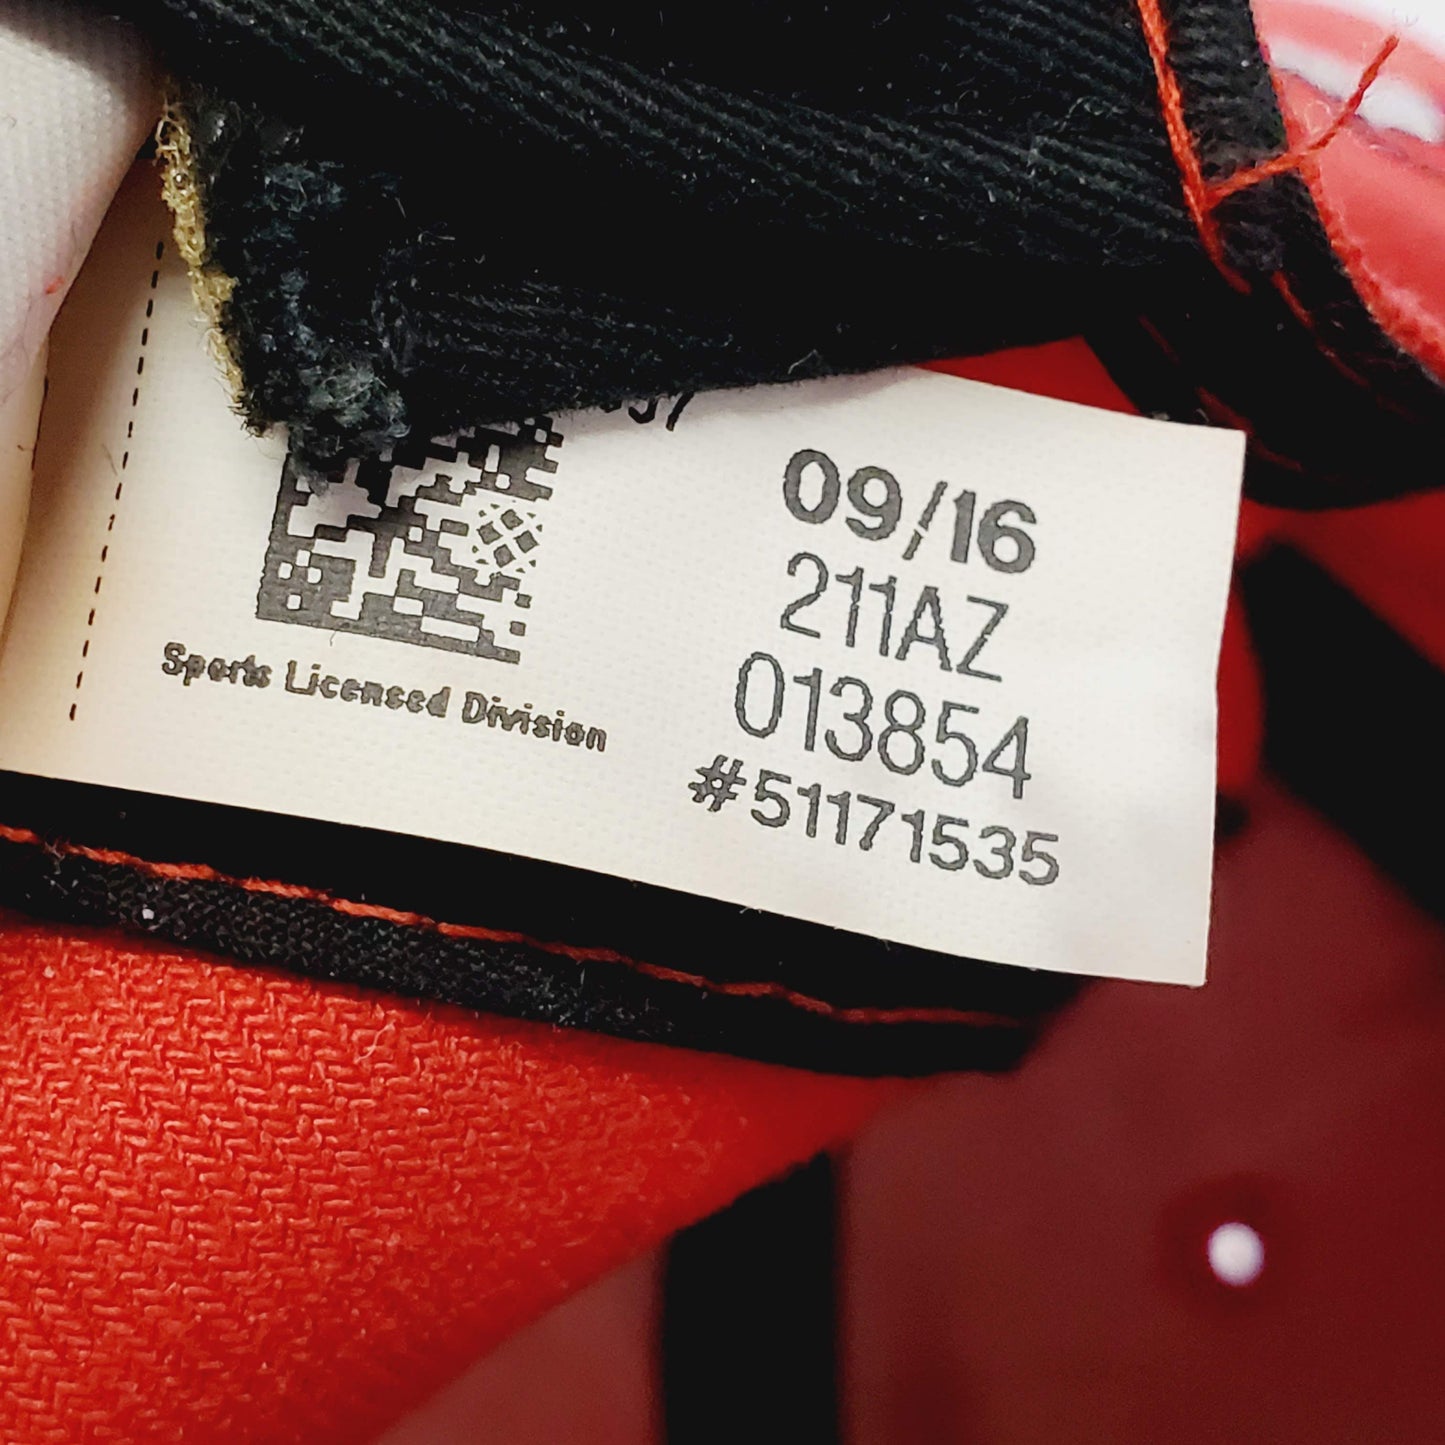 09/16
211AZ
013854
#51171535
Sports Licensed Division